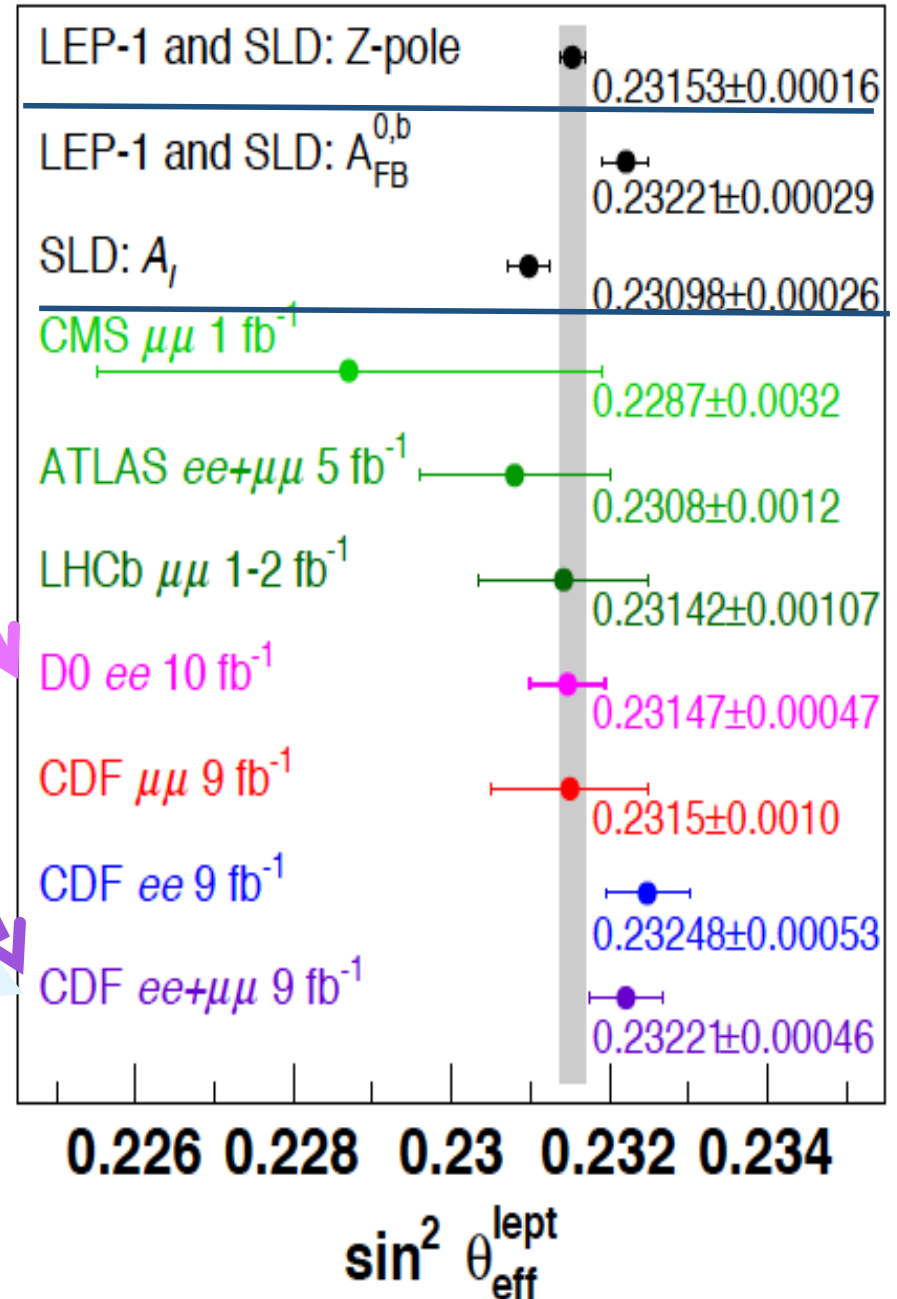 LEP-1 and SLD: Z-pole
0.23153±0.00016
LEP-1 and SLD: A_FB^0,b
0.23221±0.00029
SLD: A_l
0.23098±0.00026
CMS μμ 1 fb^-1
0.2287±0.0032
ATLAS ee+μμ 5 fb^-1
0.2308±0.0012
LHCb μμ 1-2 fb^-1
0.23142±0.00107
D0 ee 10 fb^-1
0.23147±0.00047
CDF μμ 9 fb^-1
0.2315±0.0010
CDF ee 9 fb^-1
0.23248±0.00053
CDF ee+μμ 9 fb^-1
0.23221±0.00046
0.226 0.228 0.23 0.232 0.234
sin² θ_eff^lept